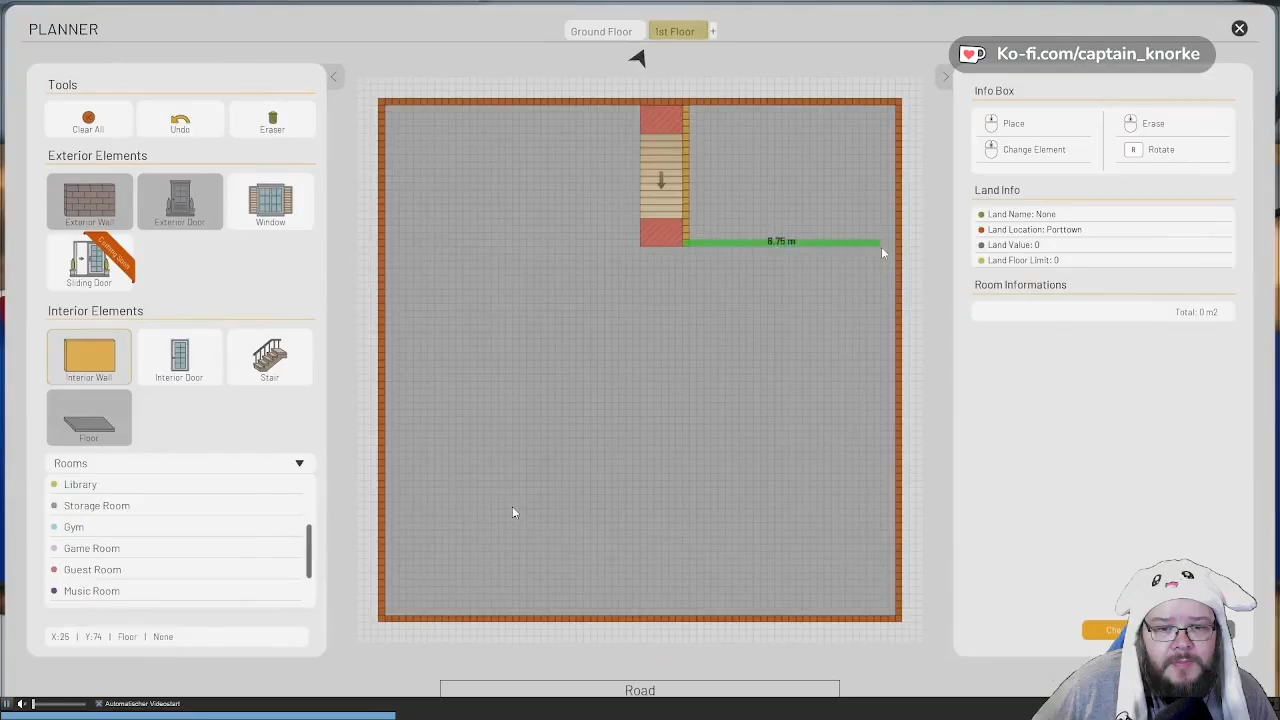 PLANNER
Ground Floor
1st Floor
+
Ko-fi.com/captain_knorke
Tools
Clear All
Undo
Eraser
Exterior Elements
Exterior Wall
Exterior Door
Window
Coming Soon
Sliding Door
Interior Elements
Interior Wall
Interior Door
Stair
Floor
Rooms
Library
Storage Room
Gym
Game Room
Guest Room
Music Room
X:25 | Y:74 | Floor | None
6.75 m
Info Box
Place
Erase
Change Element
R
Rotate
Land Info
Land Name: None
Land Location: Porttown
Land Value: 0
Land Floor Limit: 0
Room Informations
Total: 0 m2
Road
Automatischer Videostart